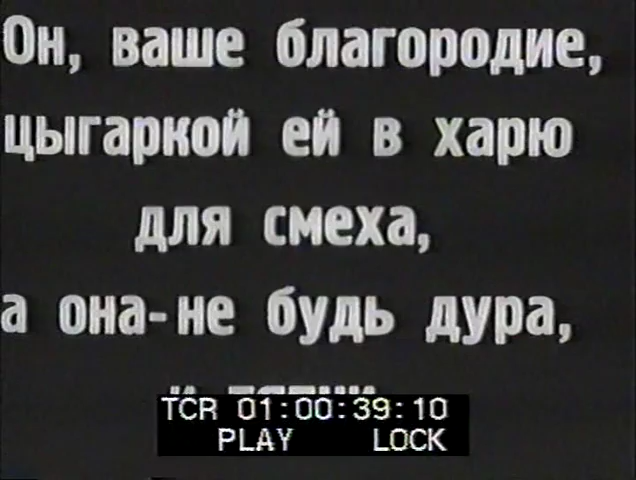 Он, ваше благородие,
цыгаркой ей в харю
для смеха,
а она-не будь дура,
TCR 01:00:39:10
PLAY LOCK